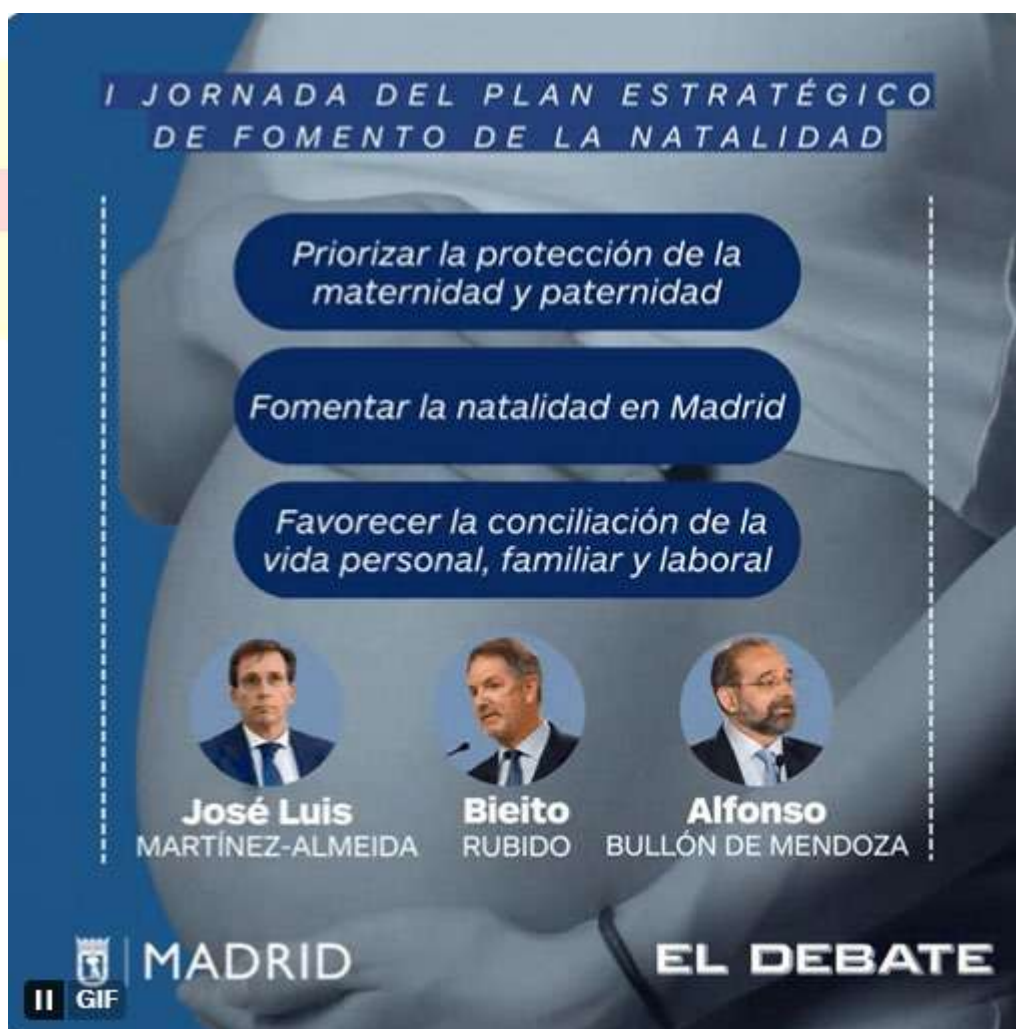 I JORNADA DEL PLAN ESTRATÉGICO
DE FOMENTO DE LA NATALIDAD
Priorizar la protección de la
maternidad y paternidad
Fomentar la natalidad en Madrid
Favorecer la conciliación de la
vida personal, familiar y laboral
José Luis
MARTÍNEZ-ALMEIDA
Bieito
RUBIDO
Alfonso
BULLÓN DE MENDOZA
MADRID
EL DEBATE
GIF